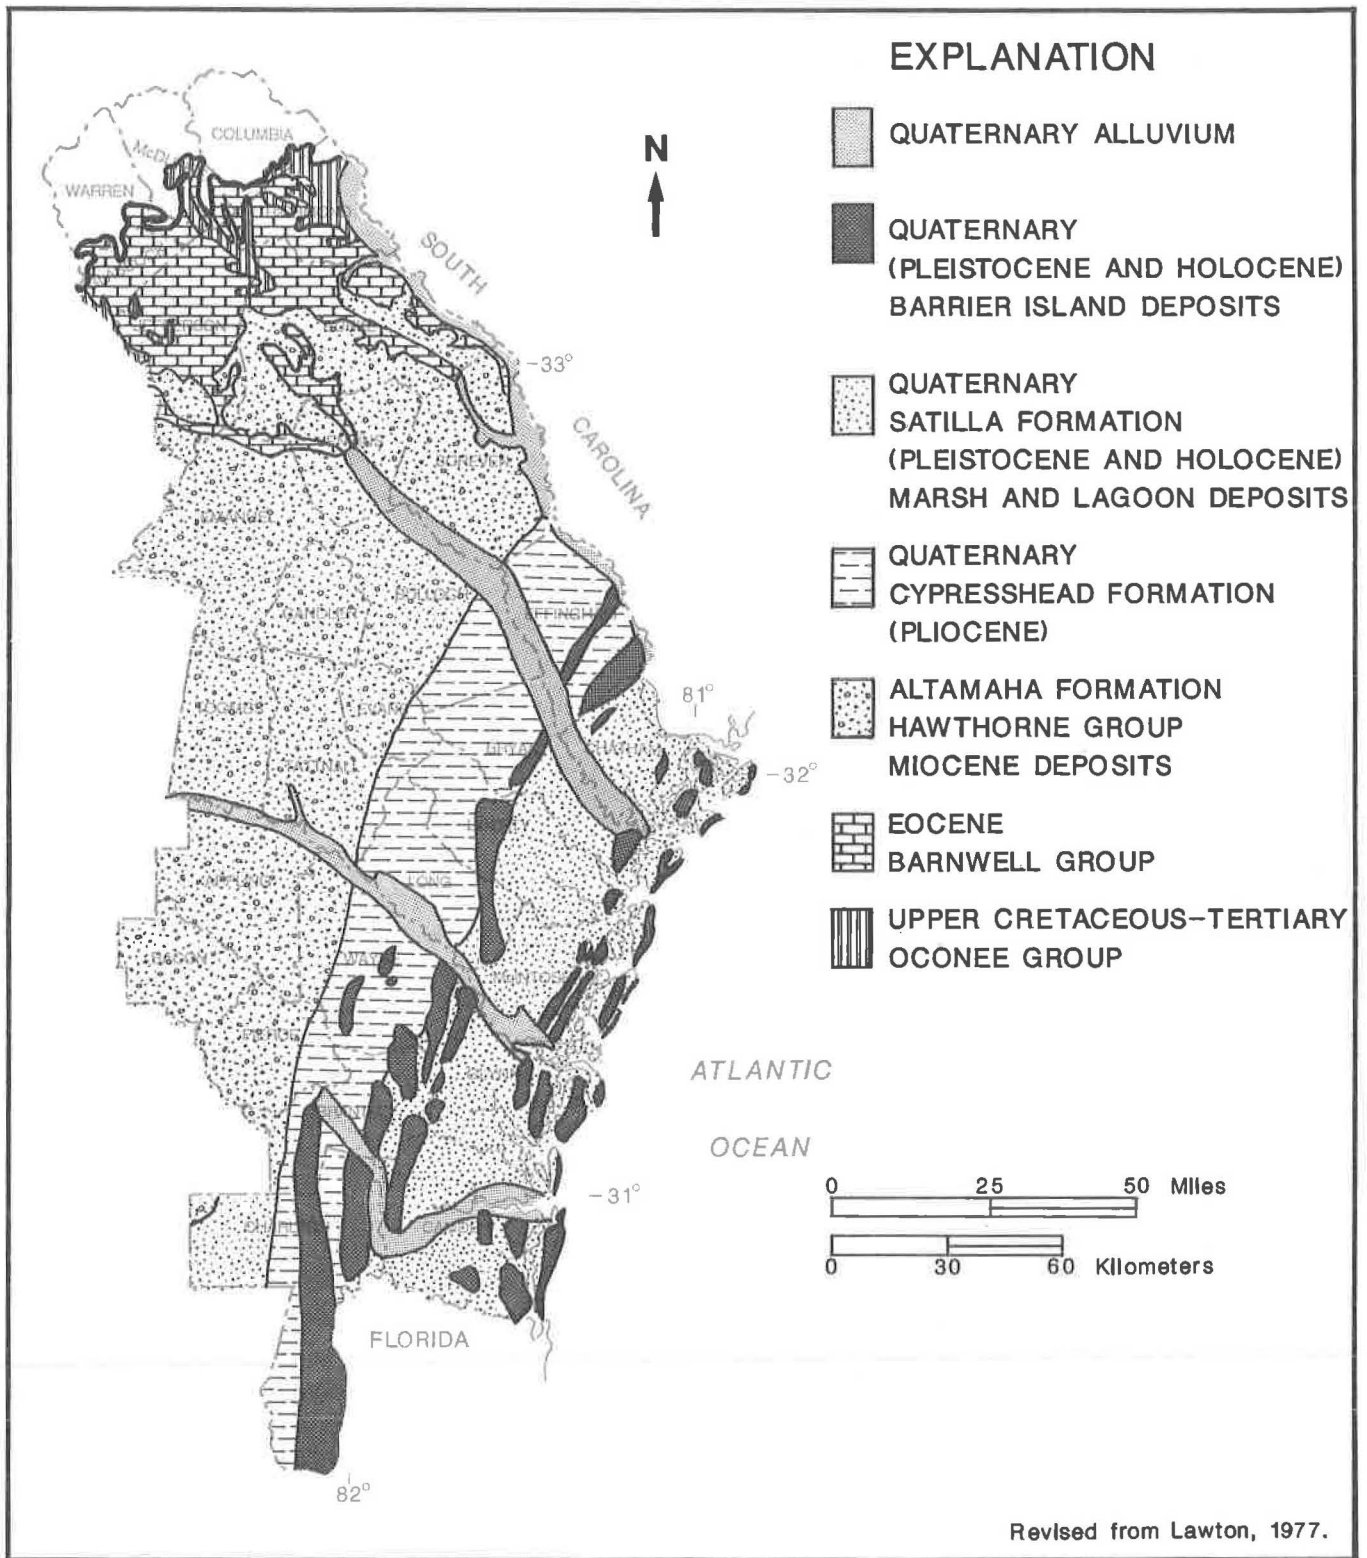 EXPLANATION
QUATERNARY ALLUVIUM
QUATERNARY
(PLEISTOCENE AND HOLOCENE)
BARRIER ISLAND DEPOSITS
QUATERNARY
SATILLA FORMATION
(PLEISTOCENE AND HOLOCENE)
MARSH AND LAGOON DEPOSITS
QUATERNARY
CYPRESSHEAD FORMATION
(PLIOCENE)
ALTAMAHA FORMATION
HAWTHORNE GROUP
MIOCENE DEPOSITS
EOCENE
BARNWELL GROUP
UPPER CRETACEOUS-TERTIARY
OCONEE GROUP
N
COLUMBIA
WARREN
SOUTH
CAROLINA
-33°
81°
-32°
LONG
ATLANTIC
OCEAN
-31°
FLORIDA
82°
0 25 50 Miles
0 30 60 Kilometers
Revised from Lawton, 1977.